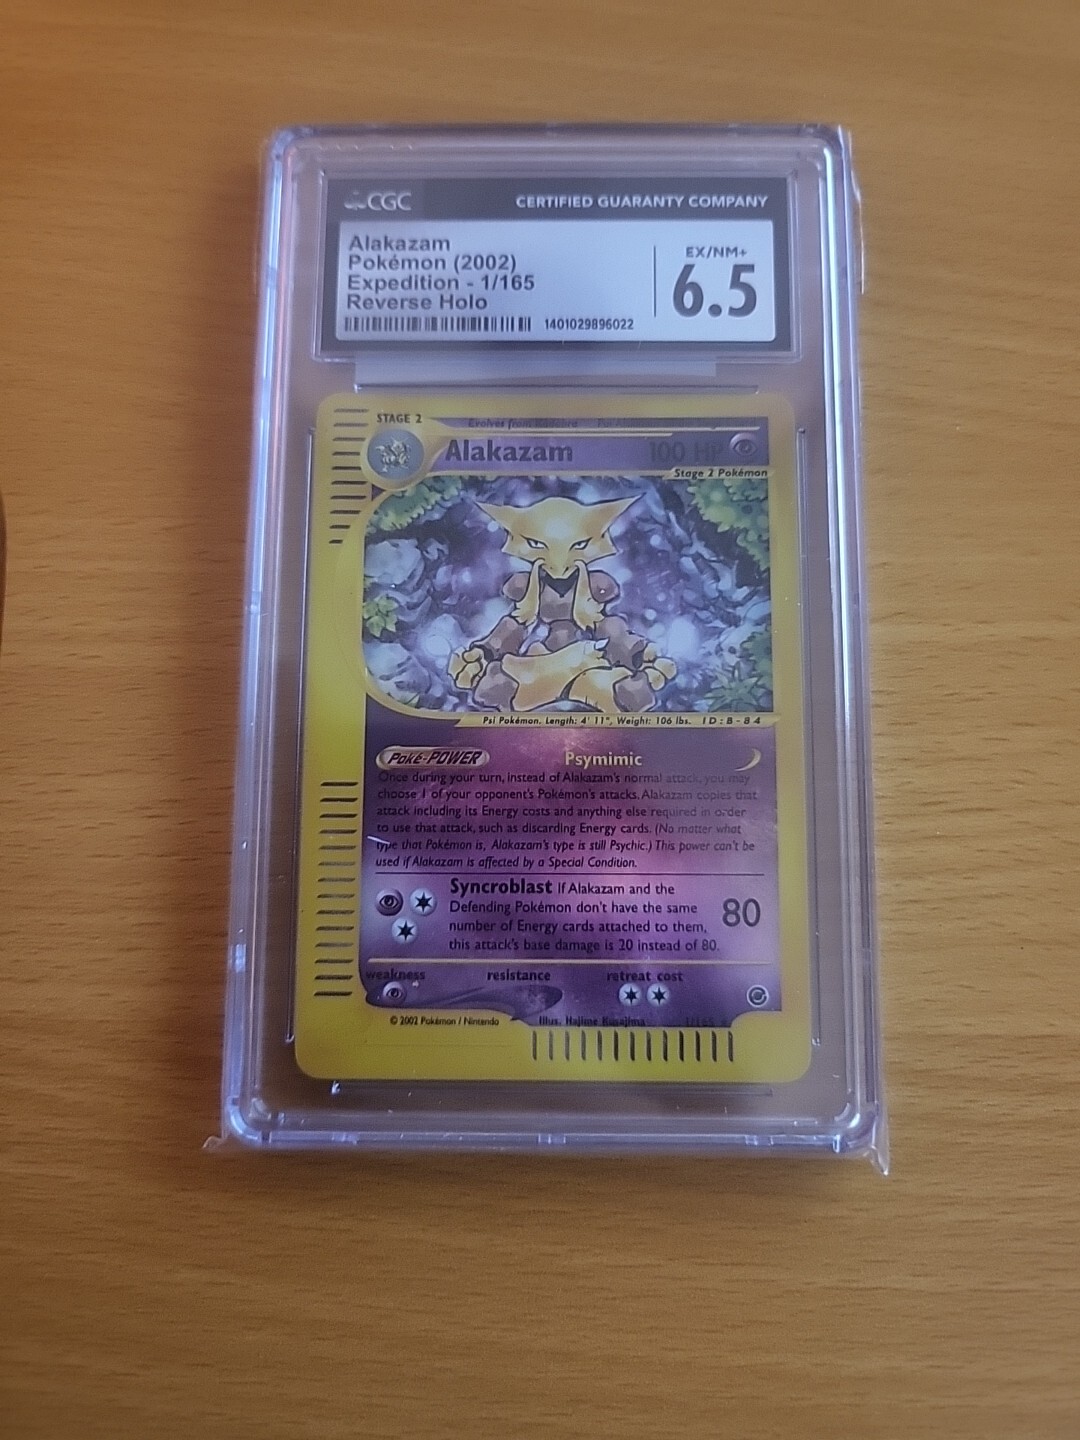 CGC
CERTIFIED GUARANTY COMPANY
Alakazam
Pokémon (2002)
Expedition - 1/165
Reverse Holo
EX/NM+
6.5
1401029896022
STAGE 2
Evolves from Kadabra
Alakazam
100 HP
Stage 2 Pokémon
Psi Pokémon. Length: 4' 11", Weight: 106 lbs. ID: B-84
Poké-POWER Psymimic
Once during your turn, instead of Alakazam's normal attack, you may
choose 1 of your opponent's Pokémon's attacks. Alakazam copies that
attack including its Energy costs and anything else required in order
to use that attack, such as discarding Energy cards. (No matter what
type that Pokémon is, Alakazam's type is still Psychic.) This power can't be
used if Alakazam is affected by a Special Condition.
Syncroblast If Alakazam and the
Defending Pokémon don't have the same
number of Energy cards attached to them,
this attack's base damage is 20 instead of 80.
80
weakness resistance retreat cost
© 2002 Pokémon / Nintendo Illus. Hajime Kusajima 1/165